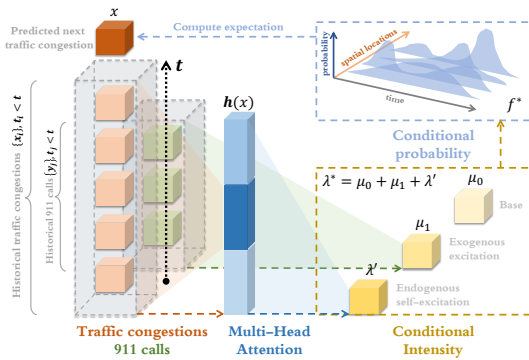 x
Predicted next
traffic congestion
Compute expectation
probability
spatial locations
time
f*
Conditional
probability
t
h(x)
Historical traffic congestions {xᵢ}, tᵢ < t
Historical 911 calls {yⱼ}, tⱼ < t
λ* = μ₀ + μ₁ + λ′
μ₀
Base
μ₁
Exogenous
excitation
λ′
Endogenous
self-excitation
Traffic congestions
911 calls
Multi-Head
Attention
Conditional
Intensity